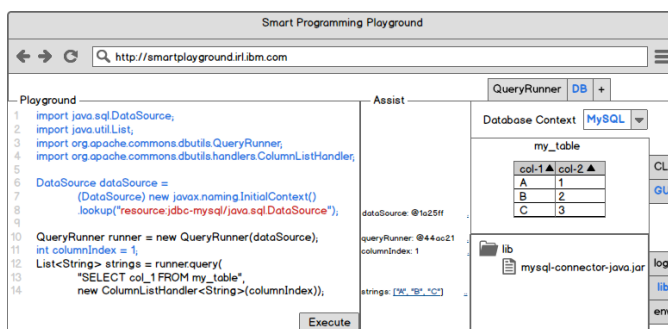 Smart Programming Playground
http://smartplayground.irl.ibm.com
QueryRunner DB +
Playground
Assist
1 import java.sql.DataSource;
2 import java.util.List;
3 import org.apache.commons.dbutils.QueryRunner;
4 import org.apache.commons.dbutils.handlers.ColumnListHandler;
5
6 DataSource dataSource =
7 (DataSource) new javax.naming.InitialContext()
8 .lookup("resource:jdbc-mysql/java.sql.DataSource");
dataSource: @1a25ff
9
10 QueryRunner runner = new QueryRunner(dataSource);
queryRunner: @44ac21
11 int columnIndex = 1;
columnIndex: 1
12 List<String> strings = runner.query(
13 "SELECT col_1 FROM my_table",
14 new ColumnListHandler<String>(columnIndex));
strings: ["A", "B", "C"]
Execute
Database Context MySQL
my_table
col-1 col-2
A 1
B 2
C 3
lib
mysql-connector-java.jar
CL
GU
log
lib
env